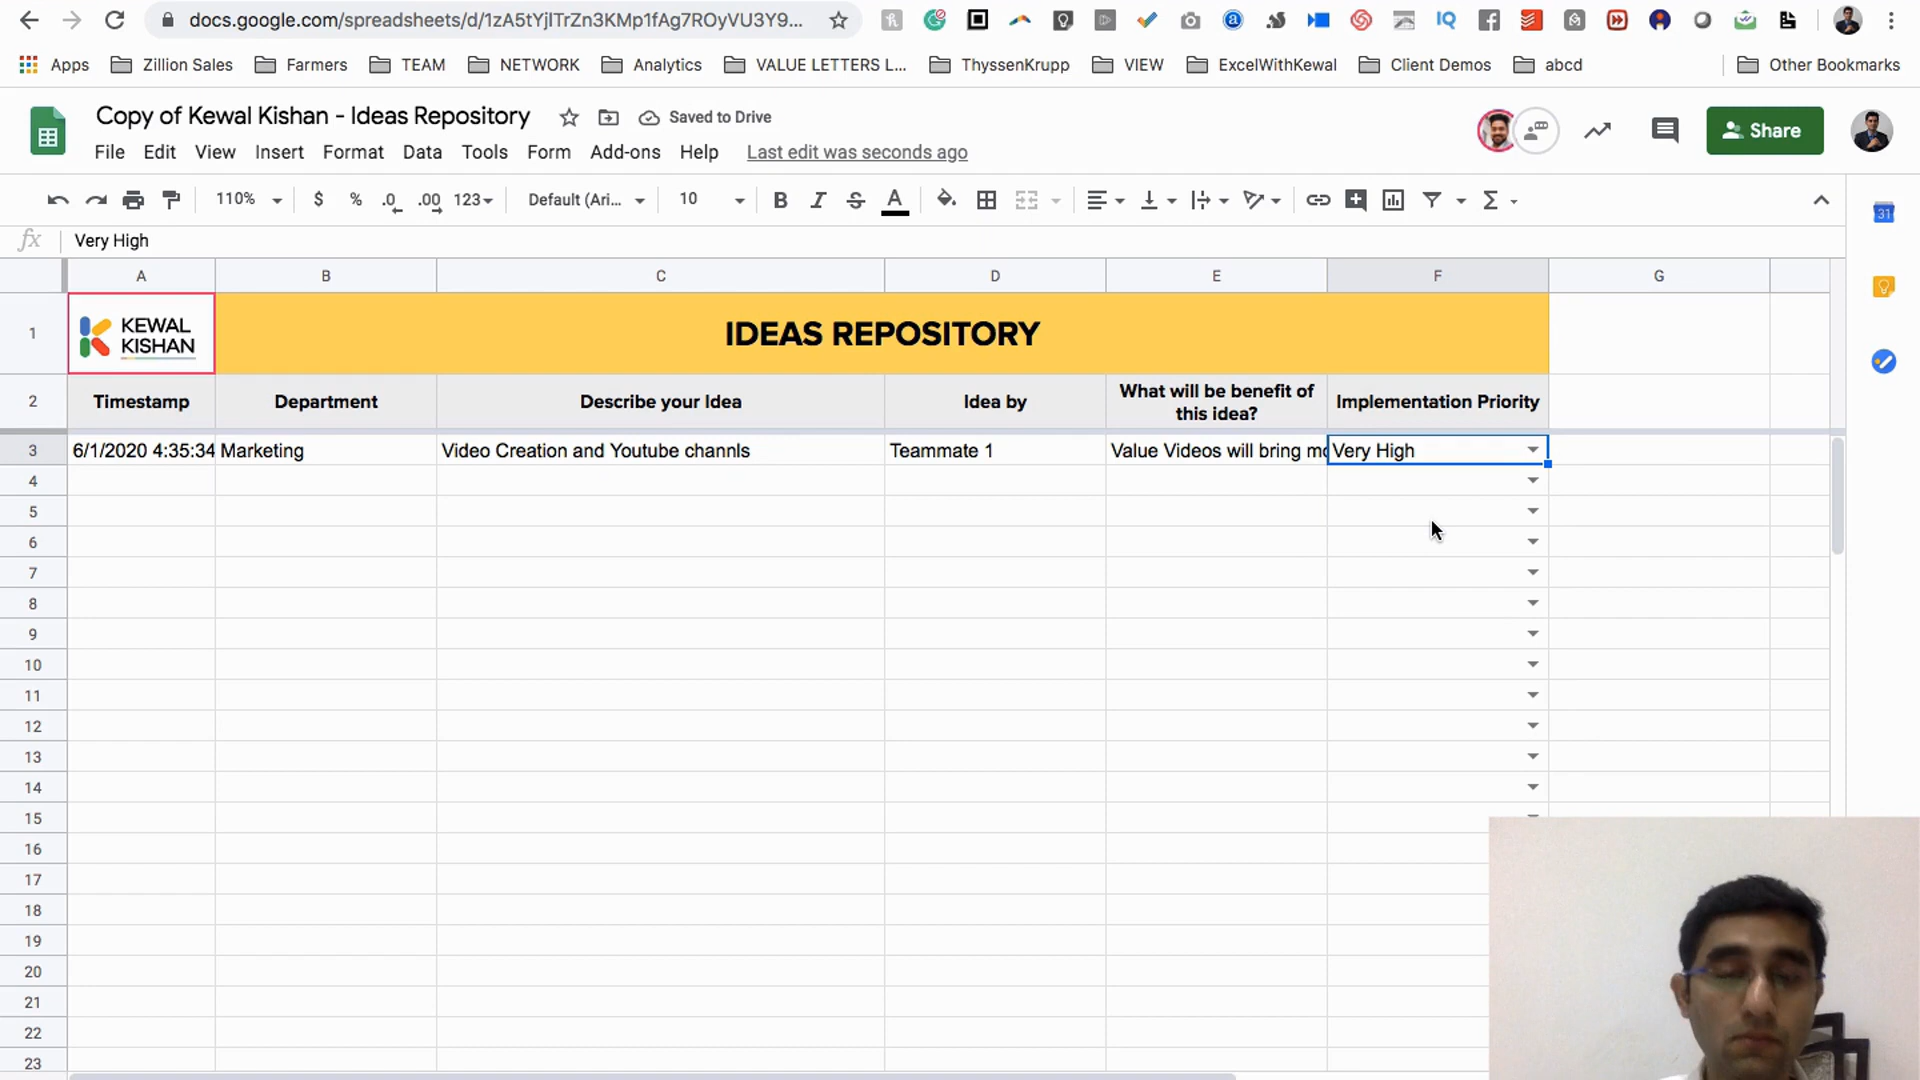 docs.google.com/spreadsheets/d/1zA5tYjlTrZn3KMp1fAg7ROyVU3Y9...
Apps Zillion Sales Farmers TEAM NETWORK Analytics VALUE LETTERS L... ThyssenKrupp VIEW ExcelWithKewal Client Demos abcd Other Bookmarks
Copy of Kewal Kishan - Ideas Repository Saved to Drive
Share
File Edit View Insert Format Data Tools Form Add-ons Help Last edit was seconds ago
110% $ % .0 .00 123 Default (Ari... 10 B I S A Σ
31
fx Very High
A B C D E F G
1 KEWAL KISHAN IDEAS REPOSITORY
2 Timestamp Department Describe your Idea Idea by What will be benefit of this idea? Implementation Priority
3 6/1/2020 4:35:34 Marketing Video Creation and Youtube channls Teammate 1 Value Videos will bring mo Very High
4
5
6
7
8
9
10
11
12
13
14
15
16
17
18
19
20
21
22
23